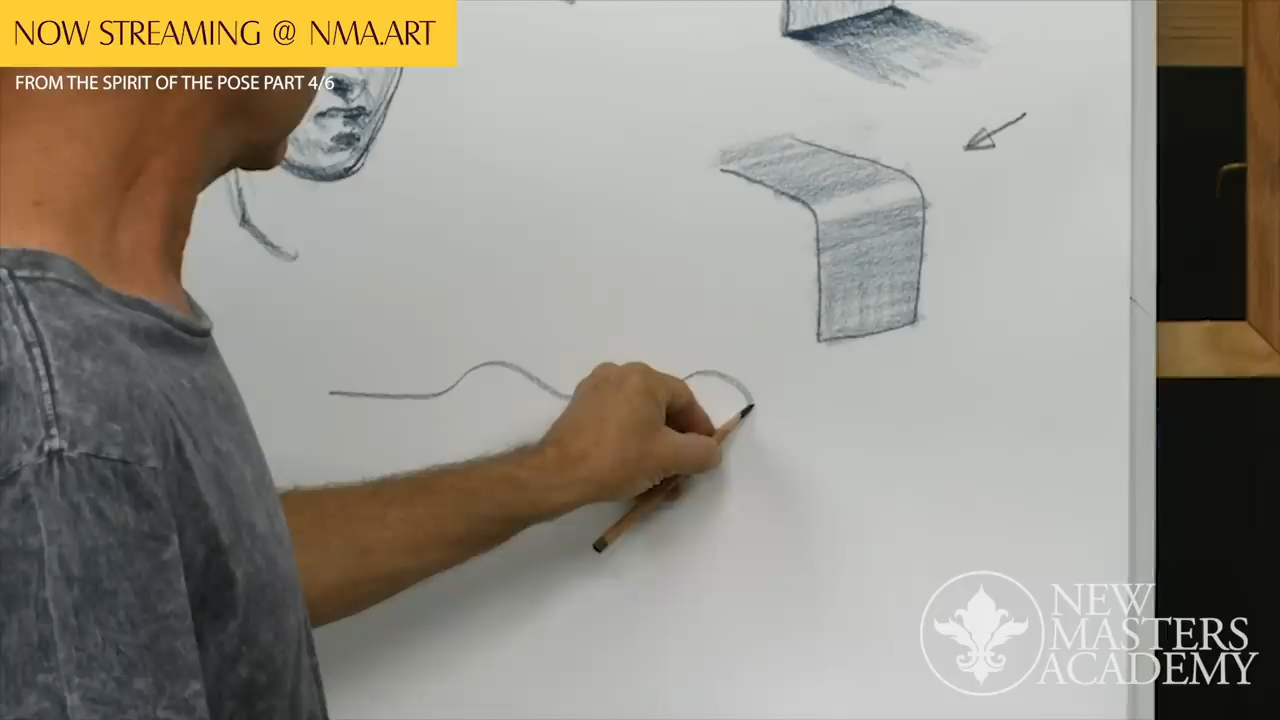 NOW STREAMING @ NMA.ART
FROM THE SPIRIT OF THE POSE PART 4/6
NEW
MASTERS
ACADEMY